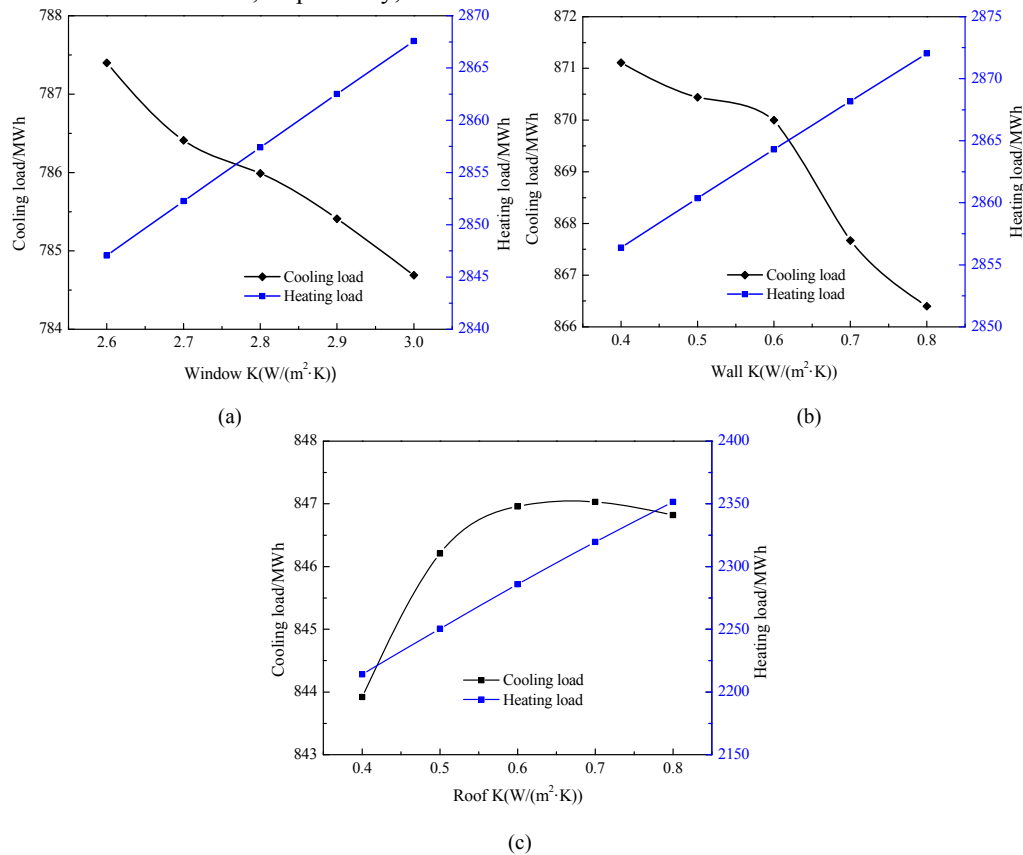 788
787
786
785
784
Cooling load/MWh
2870
2865
2860
2855
2850
2845
2840
Heating load/MWh
Cooling load
Heating load
2.6 2.7 2.8 2.9 3.0
Window K(W/(m²·K))
(a)
872
871
870
869
868
867
866
Cooling load/MWh
2875
2870
2865
2860
2855
2850
Heating load/MWh
Cooling load
Heating load
0.4 0.5 0.6 0.7 0.8
Wall K(W/(m²·K))
(b)
848
847
846
845
844
843
Cooling load/MWh
2400
2350
2300
2250
2200
2150
Heating load/MWh
Cooling load
Heating load
0.4 0.5 0.6 0.7 0.8
Roof K(W/(m²·K))
(c)